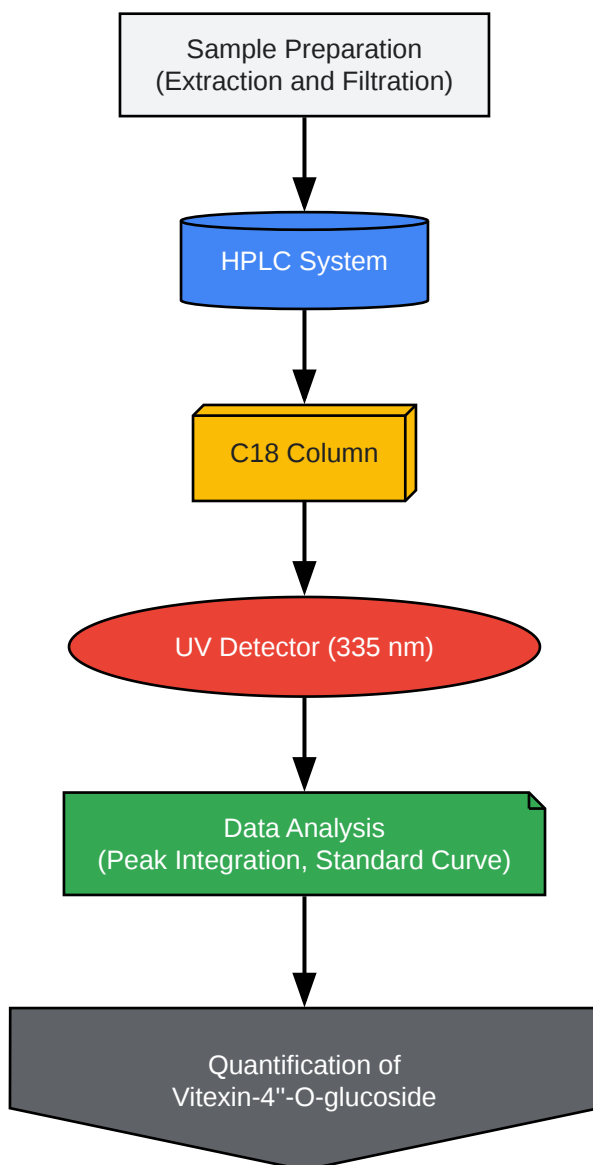 Sample Preparation
(Extraction and Filtration)
HPLC System
C18 Column
UV Detector (335 nm)
Data Analysis
(Peak Integration, Standard Curve)
Quantification of
Vitexin-4"-O-glucoside